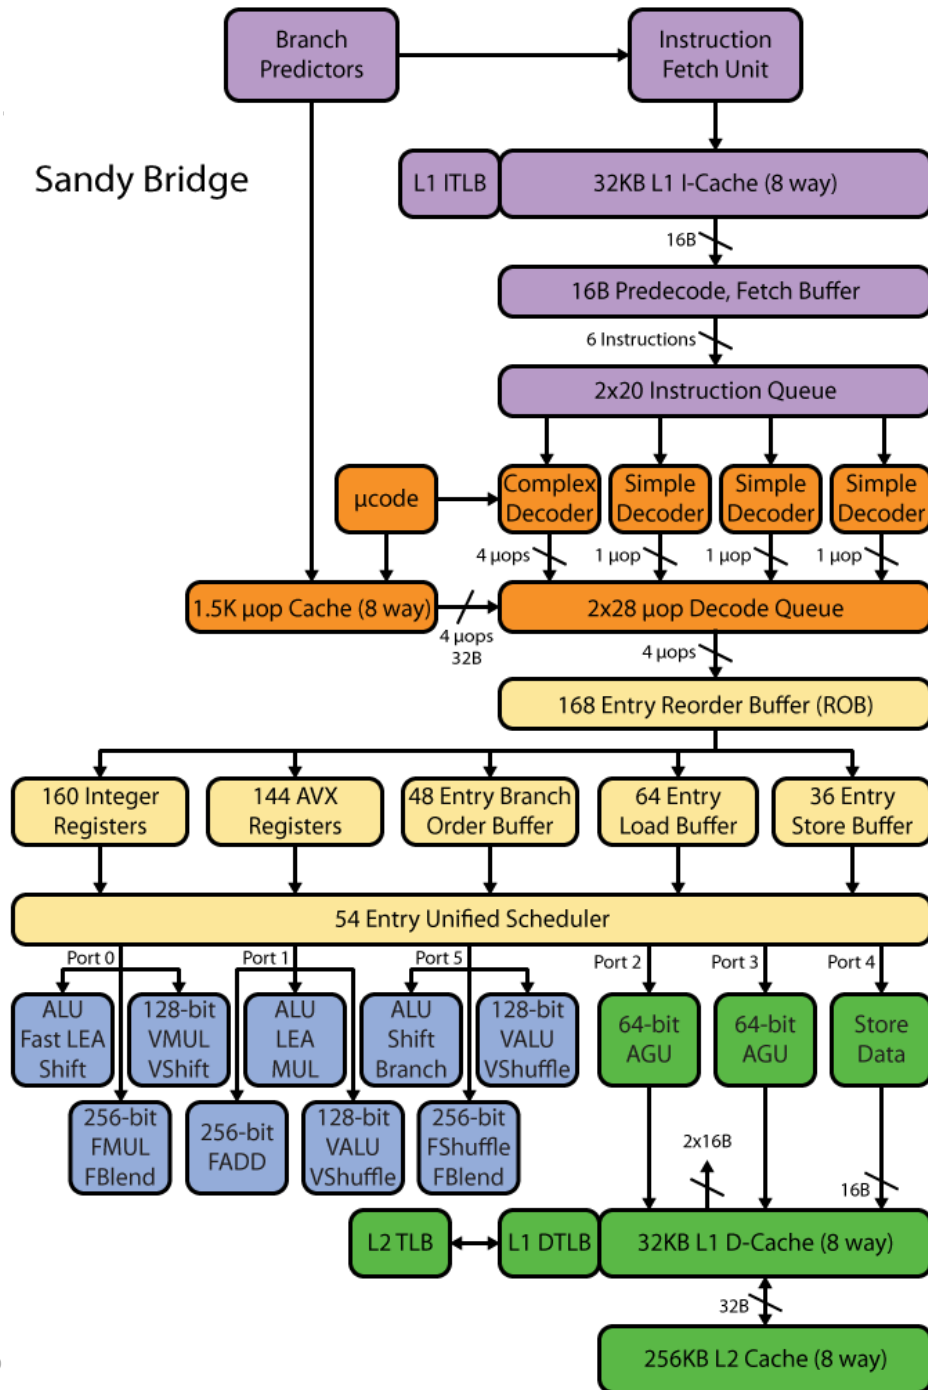 Branch
Predictors
Instruction
Fetch Unit
Sandy Bridge
L1 ITLB
32KB L1 I-Cache (8 way)
16B
16B Predecode, Fetch Buffer
6 Instructions
2x20 Instruction Queue
µcode
Complex
Decoder
Simple
Decoder
Simple
Decoder
Simple
Decoder
4 µops
1 µop
1 µop
1 µop
1.5K µop Cache (8 way)
4 µops
32B
2x28 µop Decode Queue
4 µops
168 Entry Reorder Buffer (ROB)
160 Integer
Registers
144 AVX
Registers
48 Entry Branch
Order Buffer
64 Entry
Load Buffer
36 Entry
Store Buffer
54 Entry Unified Scheduler
Port 0
Port 1
Port 5
Port 2
Port 3
Port 4
ALU
Fast LEA
Shift
128-bit
VMUL
VShift
ALU
LEA
MUL
ALU
Shift
Branch
128-bit
VALU
VShuffle
64-bit
AGU
64-bit
AGU
Store
Data
256-bit
FMUL
FBlend
256-bit
FADD
128-bit
VALU
VShuffle
256-bit
FShuffle
FBlend
2x16B
16B
L2 TLB
L1 DTLB
32KB L1 D-Cache (8 way)
32B
256KB L2 Cache (8 way)